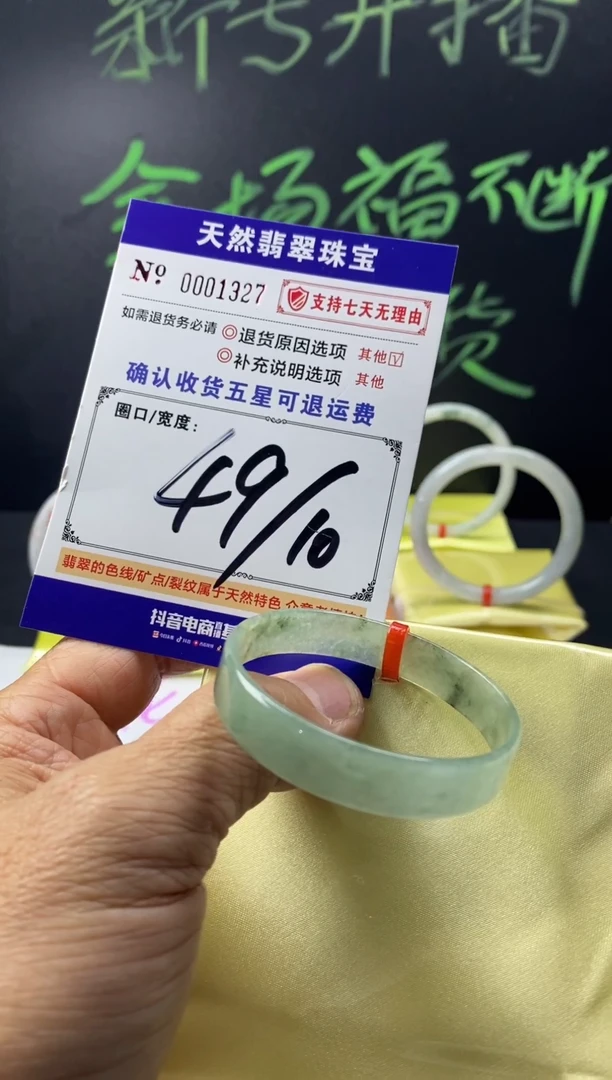 新号开播
全场福不断
货
天然翡翠珠宝
Nº. 0001327
支持七天无理由
如需退货务必请 ◎退货原因选项 其他☑
◎补充说明选项 其他
确认收货五星可退运费
圈口/宽度:
49/10
翡翠的色线/矿点/裂纹属于天然特色
抖音电商